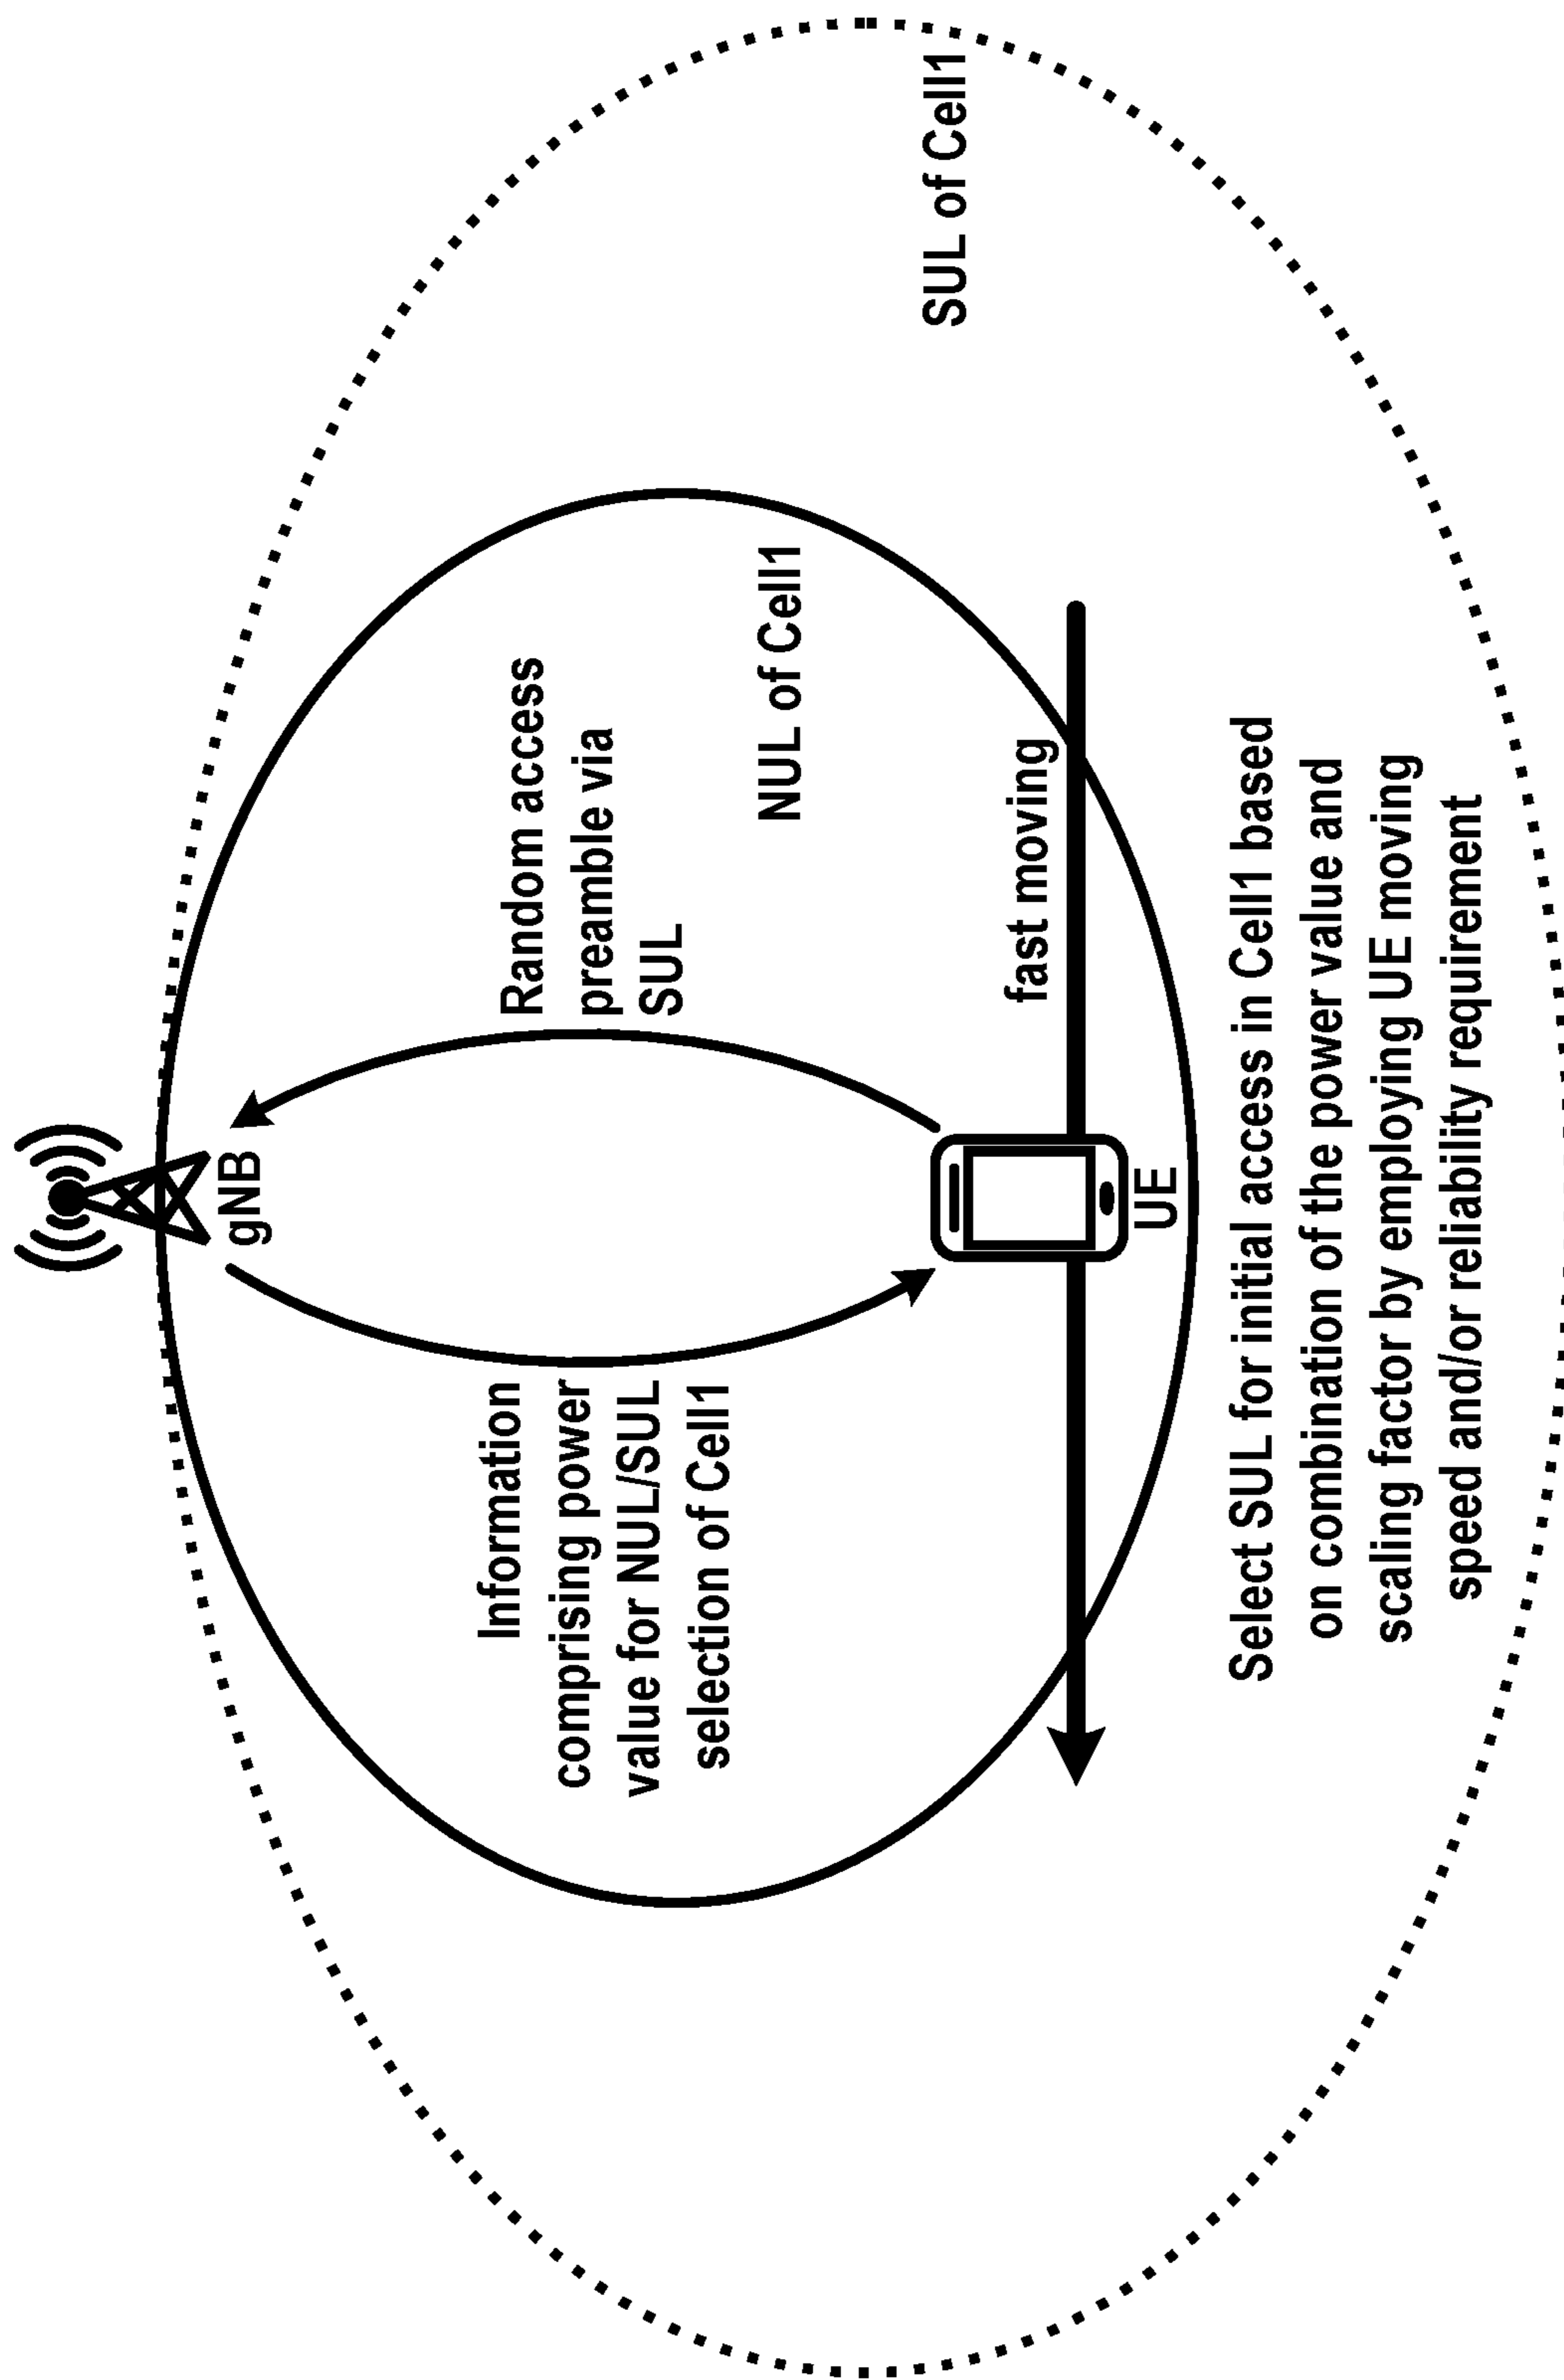 gNB
Information
comprising power
value for NUL/SUL
selection of Cell1
Random access
preamble via
SUL
NUL of Cell1
SUL of Cell1
fast moving
UE
Select SUL for initial access in Cell1 based
on combination of the power value and
scaling factor by employing UE moving
speed and/or reliability requirement